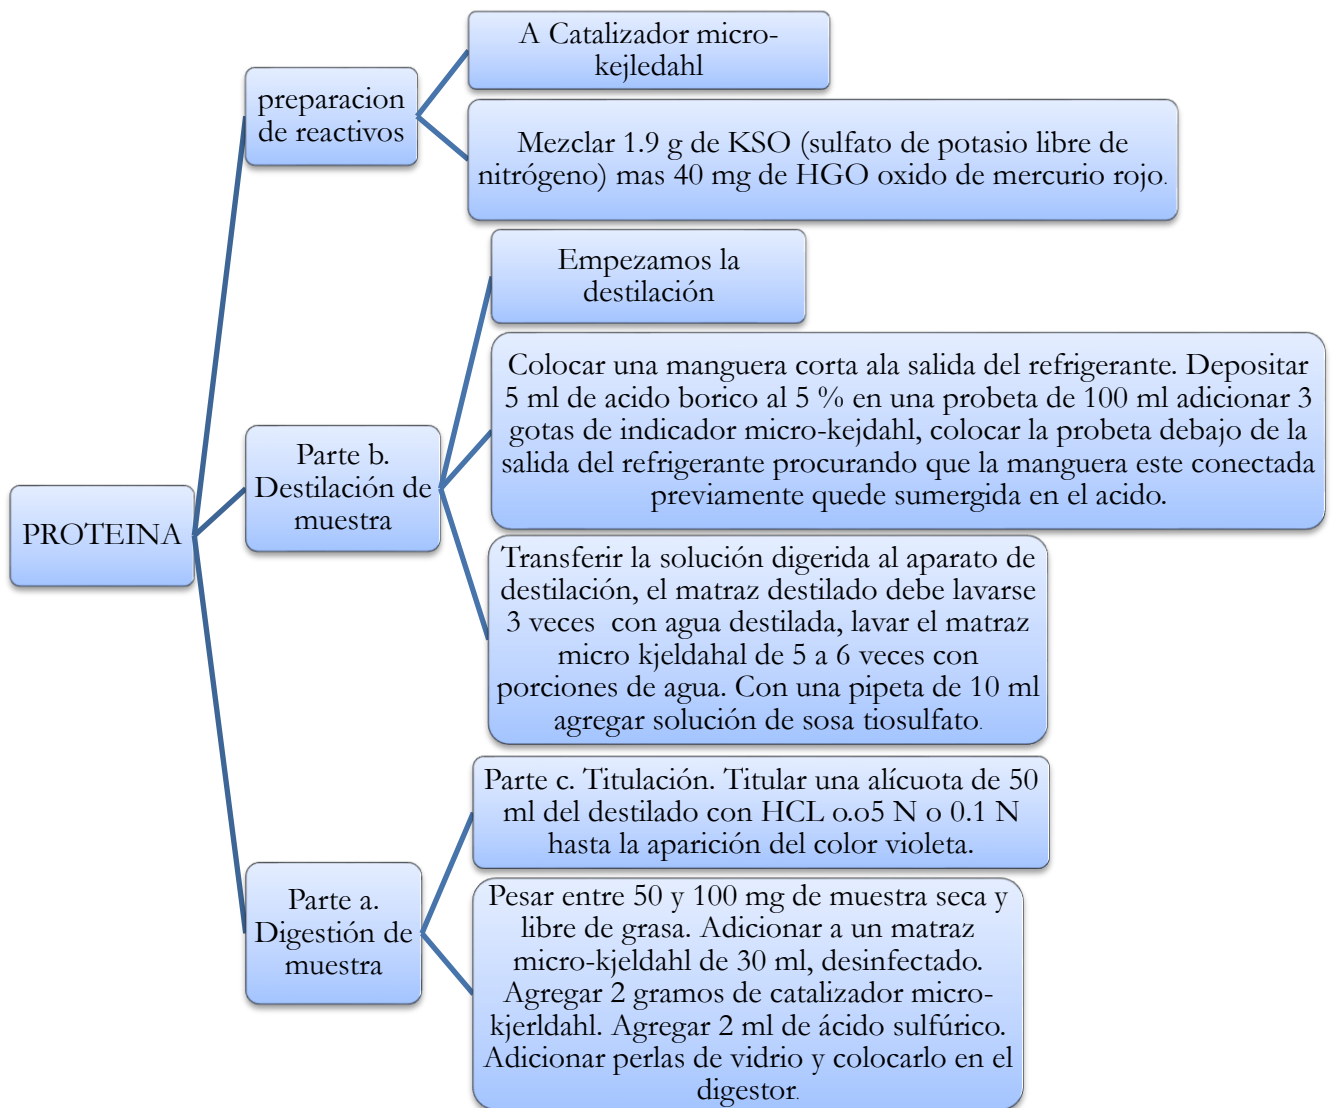 PROTEINA
preparacion
de reactivos
A Catalizador micro-
kejledahl
Mezclar 1.9 g de KSO (sulfato de potasio libre de
nitrógeno) mas 40 mg de HGO oxido de mercurio rojo.
Parte b.
Destilación de
muestra
Empezamos la
destilación
Colocar una manguera corta ala salida del refrigerante. Depositar
5 ml de acido borico al 5 % en una probeta de 100 ml adicionar 3
gotas de indicador micro-kejdahl, colocar la probeta debajo de la
salida del refrigerante procurando que la manguera este conectada
previamente quede sumergida en el acido.
Transferir la solución digerida al aparato de
destilación, el matraz destilado debe lavarse
3 veces con agua destilada, lavar el matraz
micro kjeldahal de 5 a 6 veces con
porciones de agua. Con una pipeta de 10 ml
agregar solución de sosa tiosulfato.
Parte a.
Digestión de
muestra
Parte c. Titulación. Titular una alícuota de 50
ml del destilado con HCL o.o5 N o 0.1 N
hasta la aparición del color violeta.
Pesar entre 50 y 100 mg de muestra seca y
libre de grasa. Adicionar a un matraz
micro-kjeldahl de 30 ml, desinfectado.
Agregar 2 gramos de catalizador micro-
kjerldahl. Agregar 2 ml de ácido sulfúrico.
Adicionar perlas de vidrio y colocarlo en el
digestor.